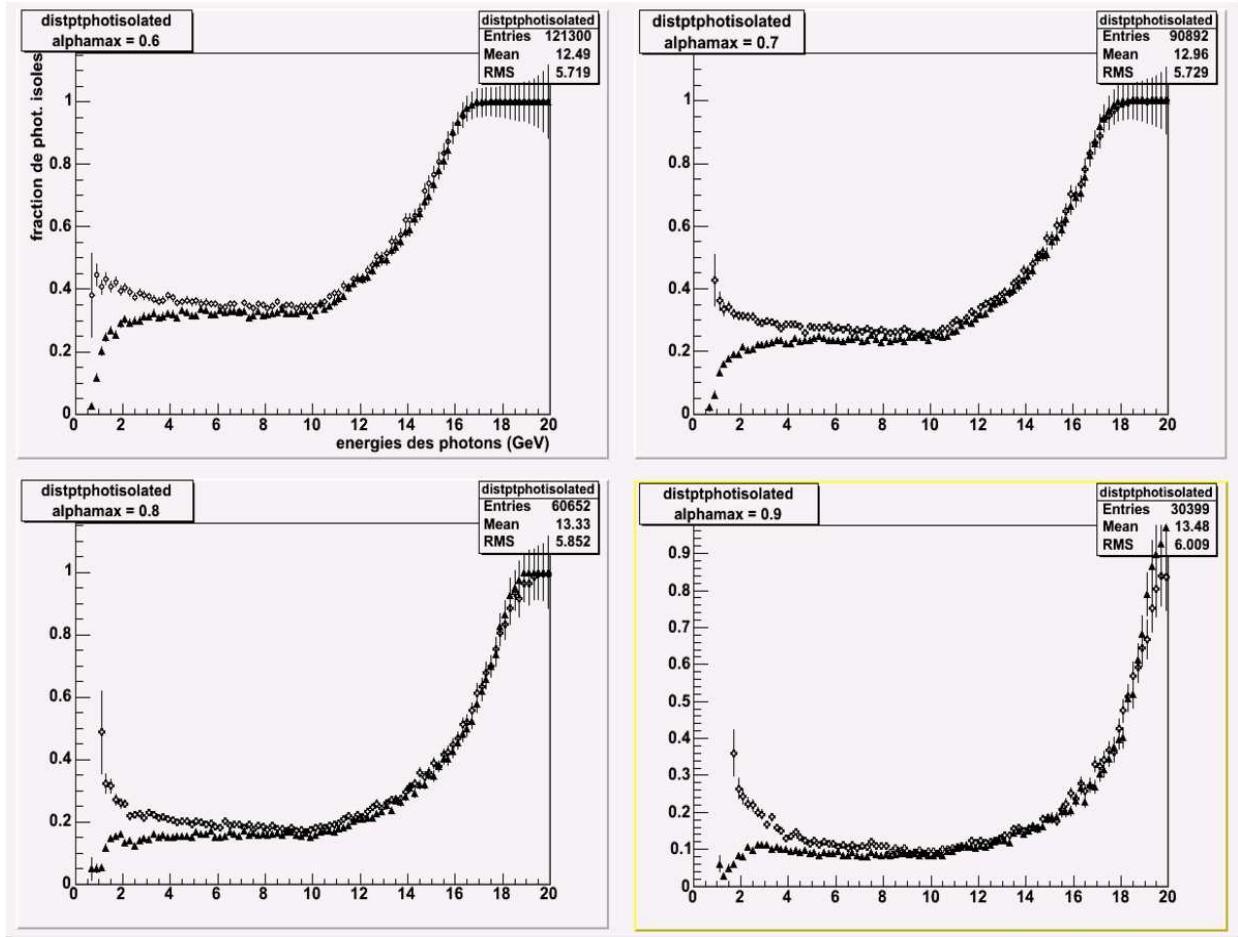 distptphotisolated
alphamax = 0.6
distptphotisolated
Entries 121300
Mean 12.49
RMS 5.719
fraction de phot. isoles
1
0.8
0.6
0.4
0.2
0
0 2 4 6 8 10 12 14 16 18 20
energies des photons (GeV)
distptphotisolated
alphamax = 0.7
distptphotisolated
Entries 90892
Mean 12.96
RMS 5.729
1
0.8
0.6
0.4
0.2
0
0 2 4 6 8 10 12 14 16 18 20
distptphotisolated
alphamax = 0.8
distptphotisolated
Entries 60652
Mean 13.33
RMS 5.852
1
0.8
0.6
0.4
0.2
0
0 2 4 6 8 10 12 14 16 18 20
distptphotisolated
alphamax = 0.9
distptphotisolated
Entries 30399
Mean 13.48
RMS 6.009
0.9
0.8
0.7
0.6
0.5
0.4
0.3
0.2
0.1
0
0 2 4 6 8 10 12 14 16 18 20